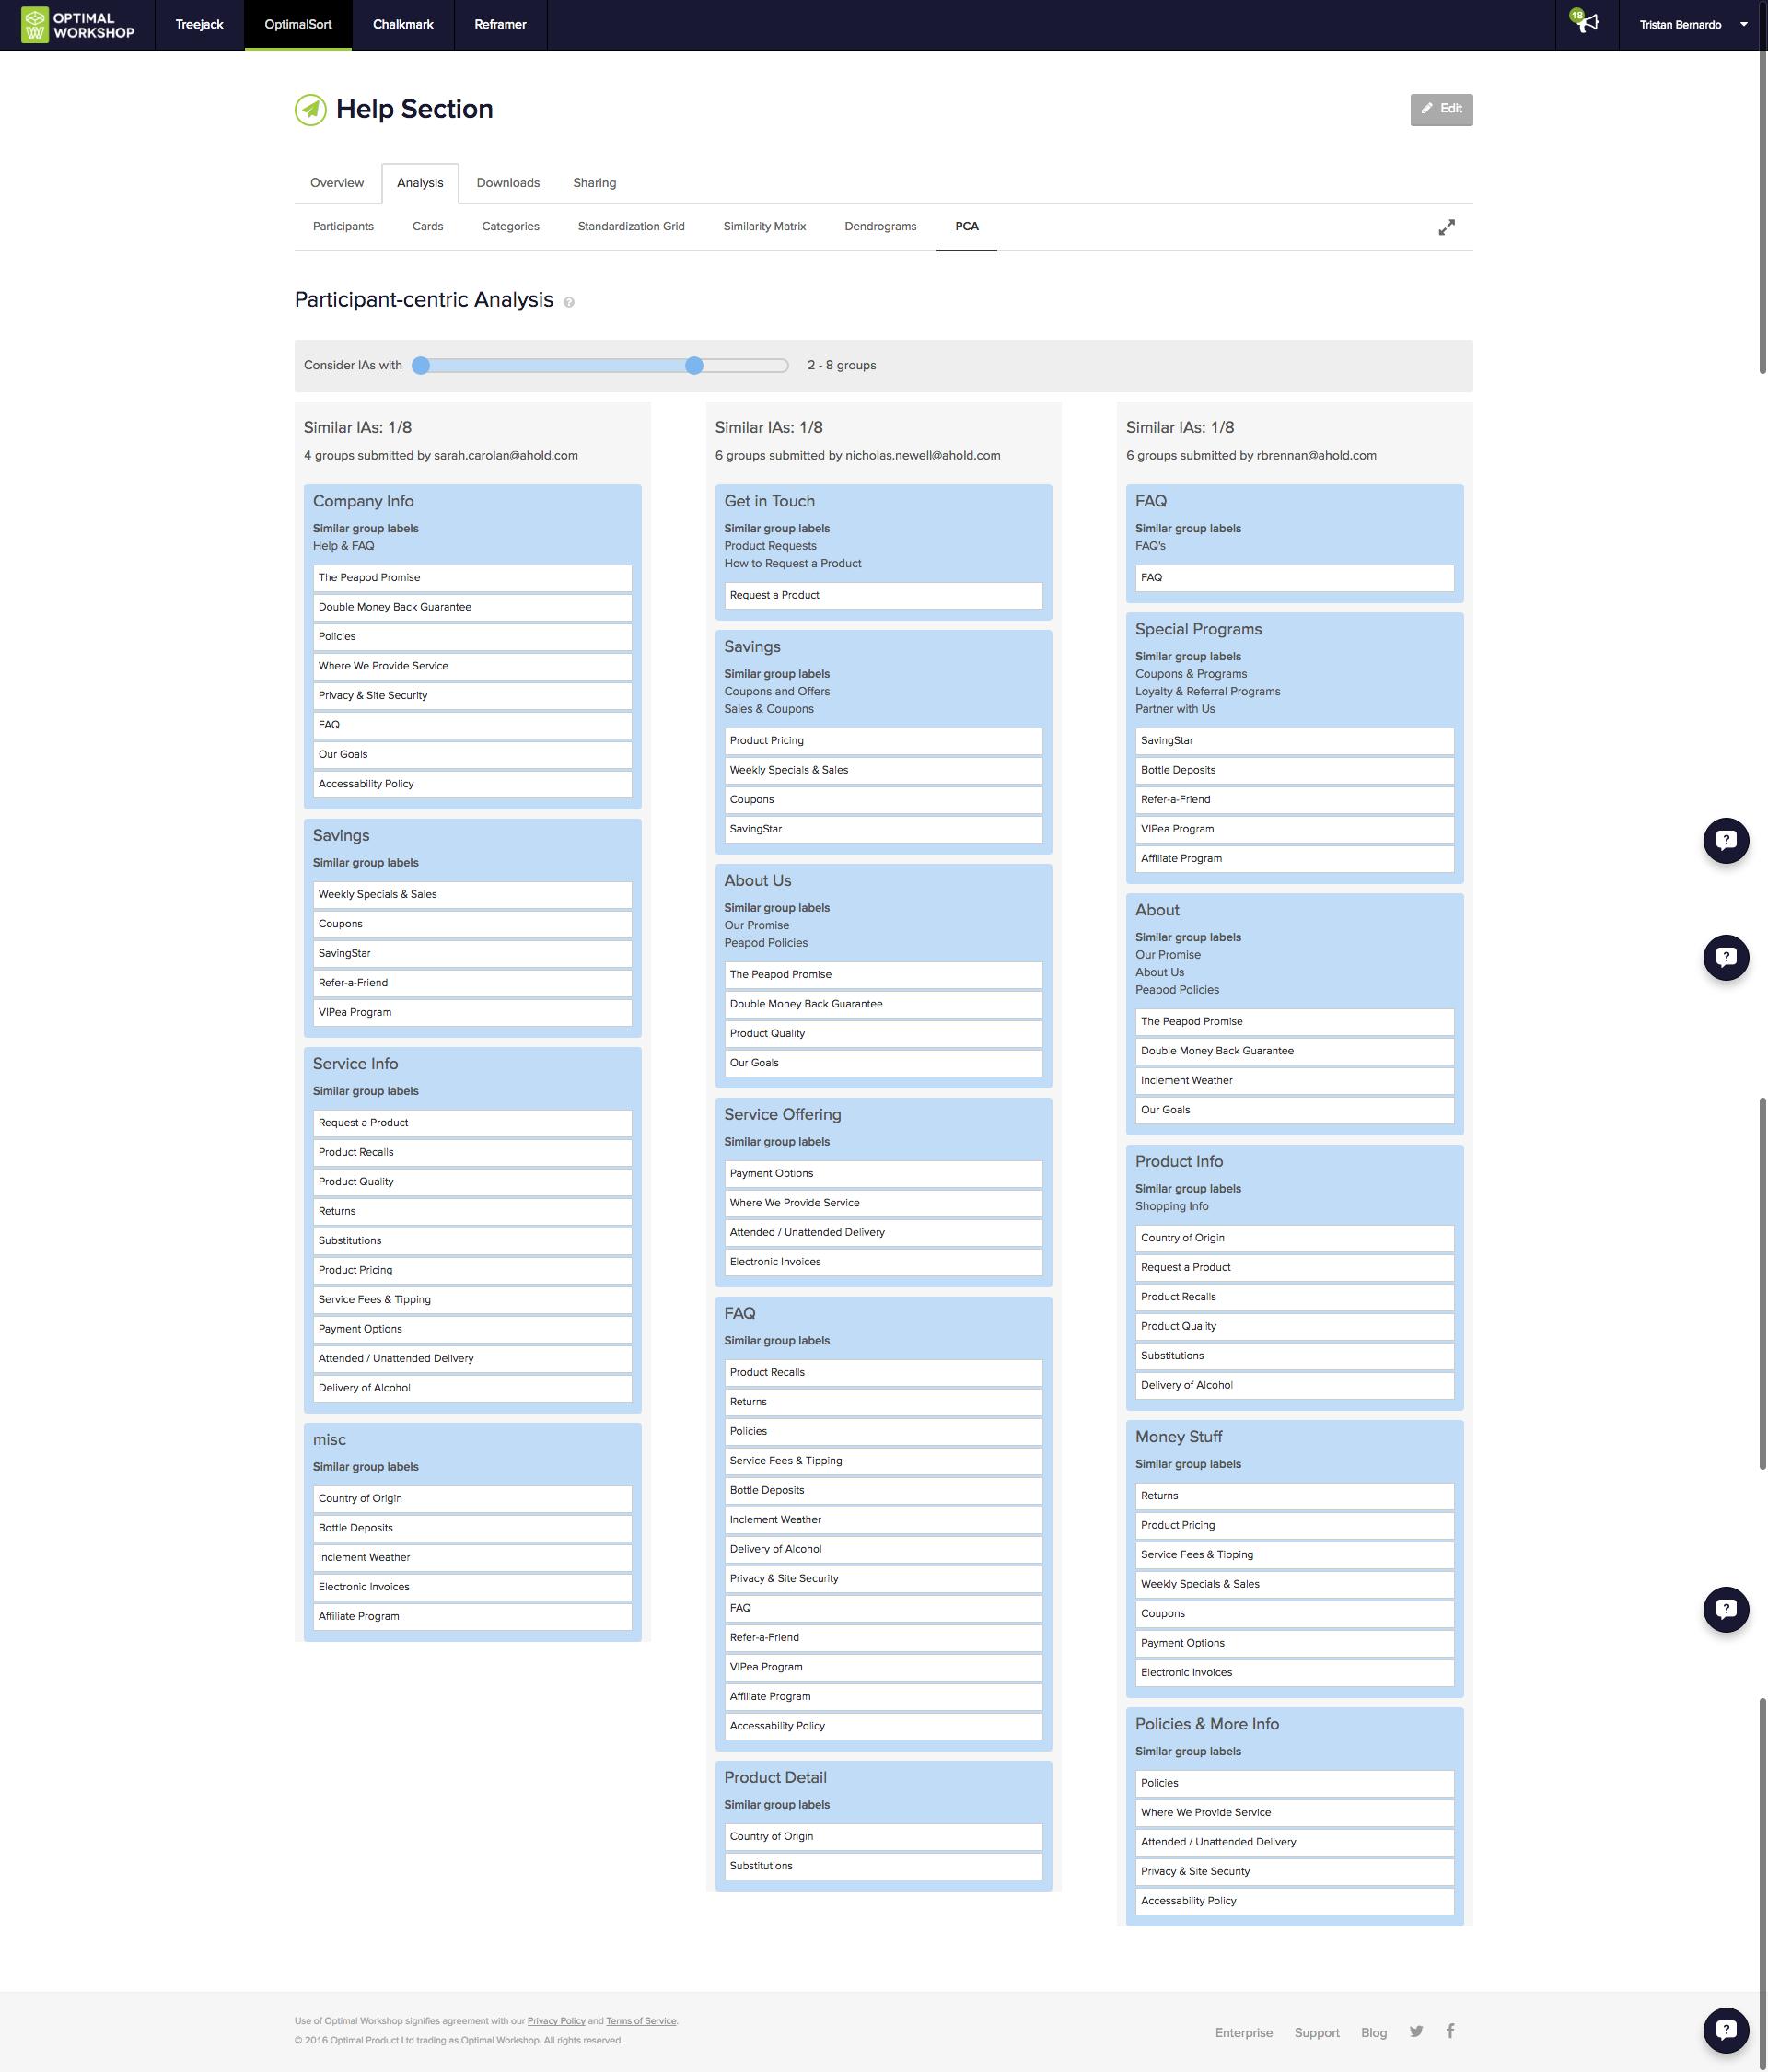 OPTIMAL WORKSHOP
Treejack
OptimalSort
Chalkmark
Reframer
18
Tristan Bernardo
Help Section
Edit
Overview
Analysis
Downloads
Sharing
Participants
Cards
Categories
Standardization Grid
Similarity Matrix
Dendrograms
PCA
Participant-centric Analysis ?
Consider IAs with
2 - 8 groups
Similar IAs: 1/8
4 groups submitted by sarah.carolan@ahold.com
Company Info
Similar group labels
Help & FAQ
The Peapod Promise
Double Money Back Guarantee
Policies
Where We Provide Service
Privacy & Site Security
FAQ
Our Goals
Accessability Policy
Savings
Similar group labels
Weekly Specials & Sales
Coupons
SavingStar
Refer-a-Friend
VIPea Program
Service Info
Similar group labels
Request a Product
Product Recalls
Product Quality
Returns
Substitutions
Product Pricing
Service Fees & Tipping
Payment Options
Attended / Unattended Delivery
Delivery of Alcohol
misc
Similar group labels
Country of Origin
Bottle Deposits
Inclement Weather
Electronic Invoices
Affiliate Program
Similar IAs: 1/8
6 groups submitted by nicholas.newell@ahold.com
Get in Touch
Similar group labels
Product Requests
How to Request a Product
Request a Product
Savings
Similar group labels
Coupons and Offers
Sales & Coupons
Product Pricing
Weekly Specials & Sales
Coupons
SavingStar
About Us
Similar group labels
Our Promise
Peapod Policies
The Peapod Promise
Double Money Back Guarantee
Product Quality
Our Goals
Service Offering
Similar group labels
Payment Options
Where We Provide Service
Attended / Unattended Delivery
Electronic Invoices
FAQ
Similar group labels
Product Recalls
Returns
Policies
Service Fees & Tipping
Bottle Deposits
Inclement Weather
Delivery of Alcohol
Privacy & Site Security
FAQ
Refer-a-Friend
VIPea Program
Affiliate Program
Accessability Policy
Product Detail
Similar group labels
Country of Origin
Substitutions
Similar IAs: 1/8
6 groups submitted by rbrennan@ahold.com
FAQ
Similar group labels
FAQ's
FAQ
Special Programs
Similar group labels
Coupons & Programs
Loyalty & Referral Programs
Partner with Us
SavingStar
Bottle Deposits
Refer-a-Friend
VIPea Program
Affiliate Program
About
Similar group labels
Our Promise
About Us
Peapod Policies
The Peapod Promise
Double Money Back Guarantee
Inclement Weather
Our Goals
Product Info
Similar group labels
Shopping Info
Country of Origin
Request a Product
Product Recalls
Product Quality
Substitutions
Delivery of Alcohol
Money Stuff
Similar group labels
Returns
Product Pricing
Service Fees & Tipping
Weekly Specials & Sales
Coupons
Payment Options
Electronic Invoices
Policies & More Info
Similar group labels
Policies
Where We Provide Service
Attended / Unattended Delivery
Privacy & Site Security
Accessability Policy
Use of Optimal Workshop signifies agreement with our Privacy Policy and Terms of Service.
© 2016 Optimal Product Ltd trading as Optimal Workshop. All rights reserved.
Enterprise
Support
Blog